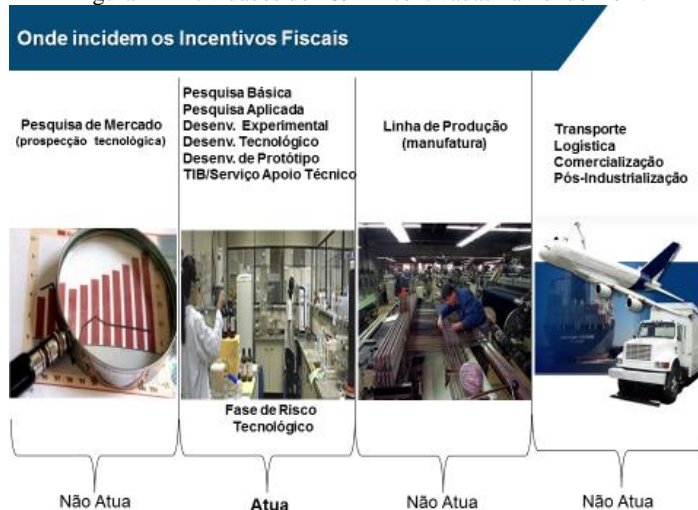 Onde incidem os Incentivos Fiscais
Pesquisa de Mercado
(prospecção tecnológica)
Pesquisa Básica
Pesquisa Aplicada
Desenv. Experimental
Desenv. Tecnológico
Desenv. de Protótipo
TIB/Serviço Apoio Técnico
Linha de Produção
(manufatura)
Transporte
Logística
Comercialização
Pós-Industrialização
Fase de Risco
Tecnológico
Não Atua
Atua
Não Atua
Não Atua